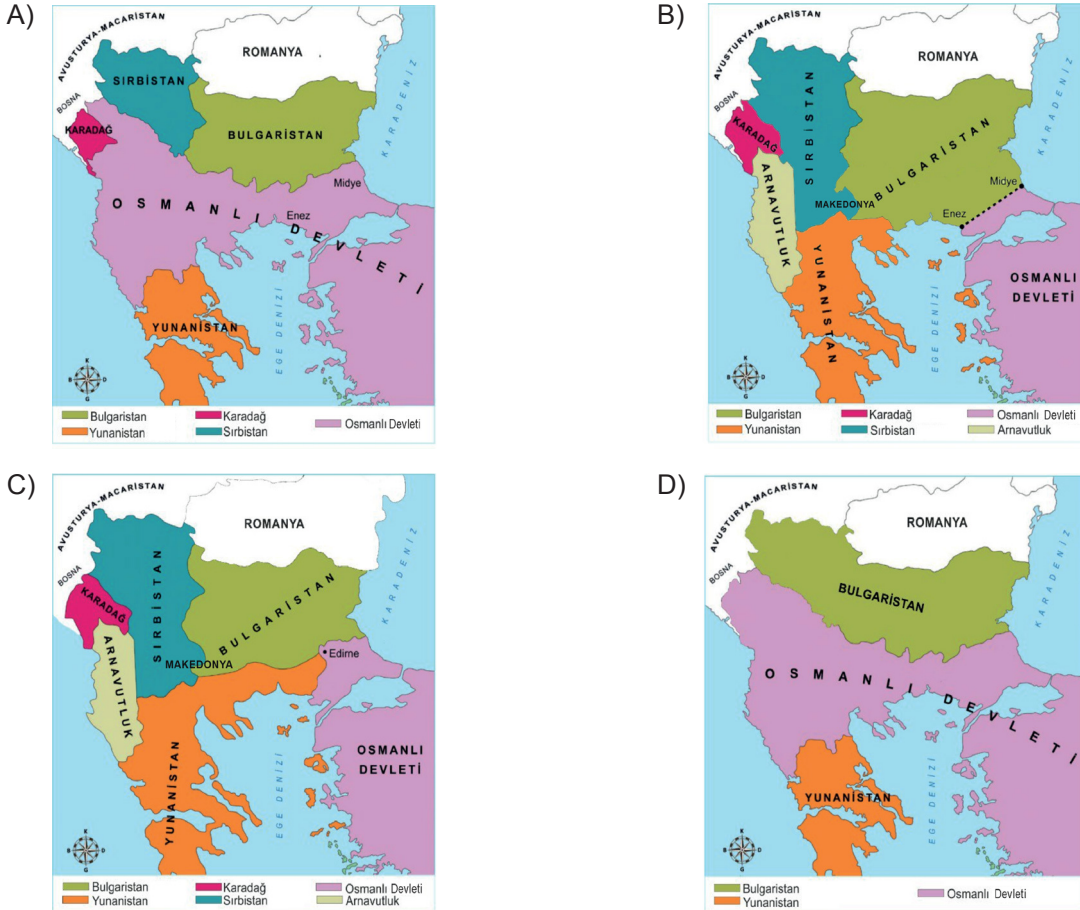 A)
AVUSTURYA-MACARİSTAN
ROMANYA
SIRBİSTAN
BOSNA
KARADAĞ
BULGARİSTAN
KARADENİZ
Midye
Enez
OSMANLI DEVLETİ
YUNANİSTAN
EGE DENİZİ
K
B D
G
Bulgaristan
Karadağ
Osmanlı Devleti
Yunanistan
Sırbistan
B)
AVUSTURYA-MACARİSTAN
ROMANYA
BOSNA
KARADAĞ
SIRBİSTAN
BULGARİSTAN
KARADENİZ
ARNAVUTLUK
MAKEDONYA
Midye
Enez
YUNANİSTAN
OSMANLI
DEVLETİ
EGE DENİZİ
K
B D
G
Bulgaristan
Karadağ
Osmanlı Devleti
Yunanistan
Sırbistan
Arnavutluk
C)
AVUSTURYA-MACARİSTAN
ROMANYA
BOSNA
KARADAĞ
SIRBİSTAN
BULGARİSTAN
KARADENİZ
ARNAVUTLUK
MAKEDONYA
Edirne
YUNANİSTAN
OSMANLI
DEVLETİ
EGE DENİZİ
K
B D
G
Bulgaristan
Karadağ
Osmanlı Devleti
Yunanistan
Sırbistan
Arnavutluk
D)
AVUSTURYA-MACARİSTAN
ROMANYA
BOSNA
BULGARİSTAN
KARADENİZ
OSMANLI DEVLETİ
YUNANİSTAN
EGE DENİZİ
K
B D
G
Bulgaristan
Osmanlı Devleti
Yunanistan